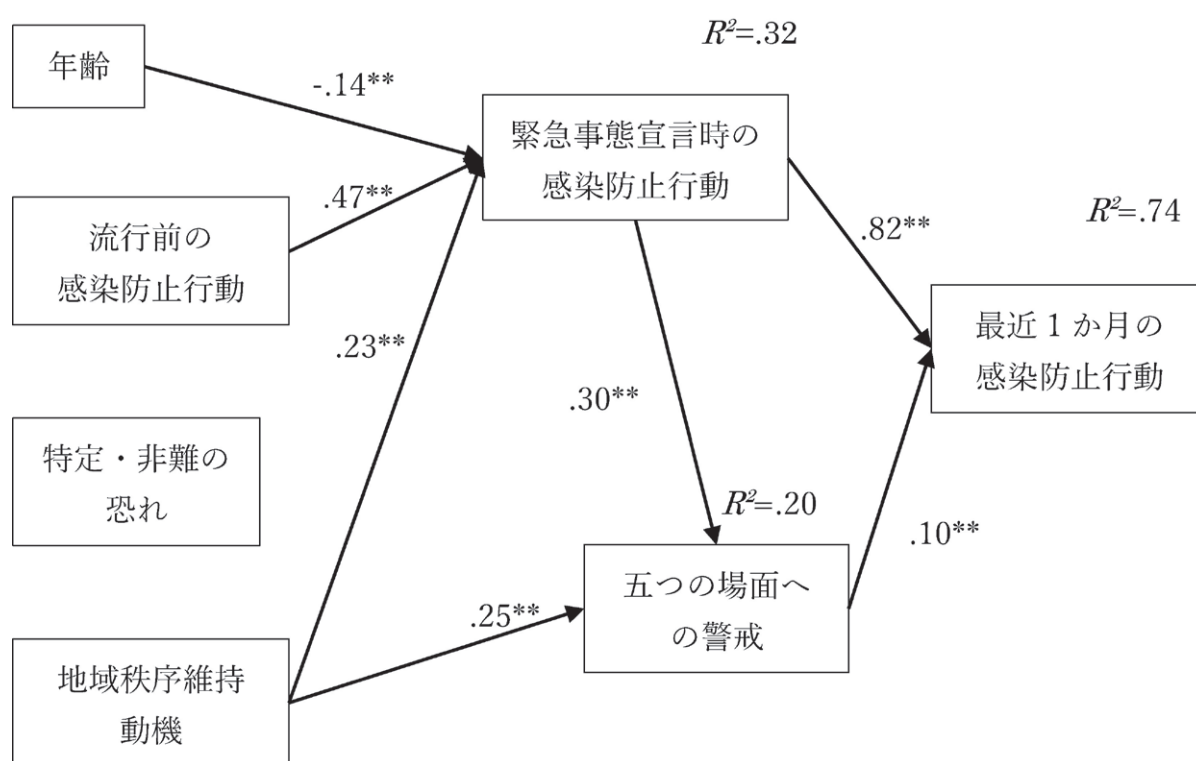 年齢
R²=.32
-.14**
緊急事態宣言時の
感染防止行動
流行前の
感染防止行動
.47**
.82**
R²=.74
最近1か月の
感染防止行動
.23**
.30**
特定・非難の
恐れ
R²=.20
.10**
五つの場面へ
の警戒
.25**
地域秩序維持
動機